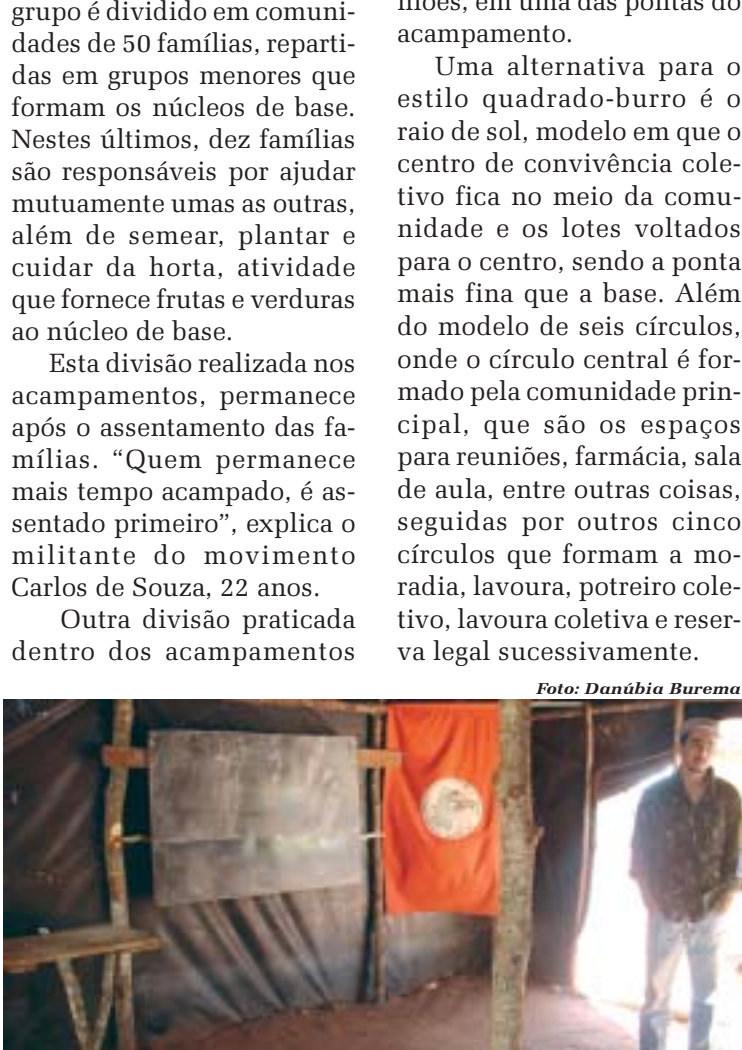 grupo é dividido em comuni-
dades de 50 famílias, reparti-
das em grupos menores que
formam os núcleos de base.
Nestes últimos, dez famílias
são responsáveis por ajudar
mutuamente umas as outras,
além de semear, plantar e
cuidar da horta, atividade
que fornece frutas e verduras
ao núcleo de base.
Esta divisão realizada nos
acampamentos, permanece
após o assentamento das fa-
mílias. “Quem permanece
mais tempo acampado, é as-
sentado primeiro”, explica o
militante do movimento
Carlos de Souza, 22 anos.
Outra divisão praticada
dentro dos acampamentos
niões, em uma das pontas do
acampamento.
Uma alternativa para o
estilo quadrado-burro é o
raio de sol, modelo em que o
centro de convivência cole-
tivo fica no meio da comu-
nidade e os lotes voltados
para o centro, sendo a ponta
mais fina que a base. Além
do modelo de seis círculos,
onde o círculo central é for-
mado pela comunidade prin-
cipal, que são os espaços
para reuniões, farmácia, sala
de aula, entre outras coisas,
seguidas por outros cinco
círculos que formam a mo-
radia, lavoura, potreiro cole-
tivo, lavoura coletiva e reser-
va legal sucessivamente.
Foto: Danúbia Burema